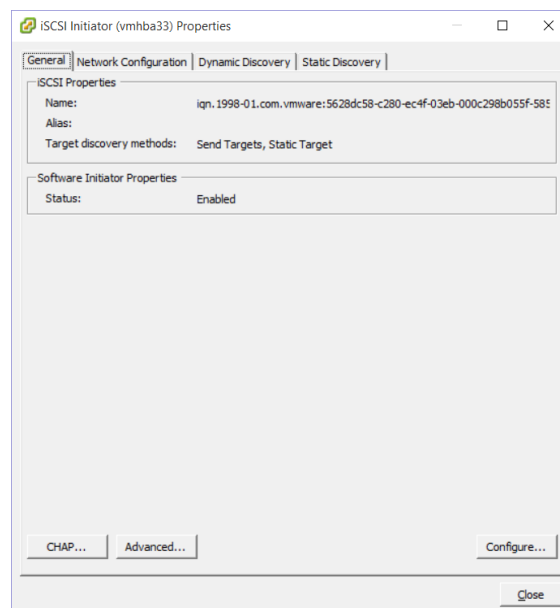 iSCSI Initiator (vmhba33) Properties
General Network Configuration Dynamic Discovery Static Discovery
iSCSI Properties
Name: iqn.1998-01.com.vmware:5628dc58-c280-ec4f-03eb-000c298b055f-585
Alias:
Target discovery methods: Send Targets, Static Target
Software Initiator Properties
Status: Enabled
CHAP... Advanced... Configure...
Close